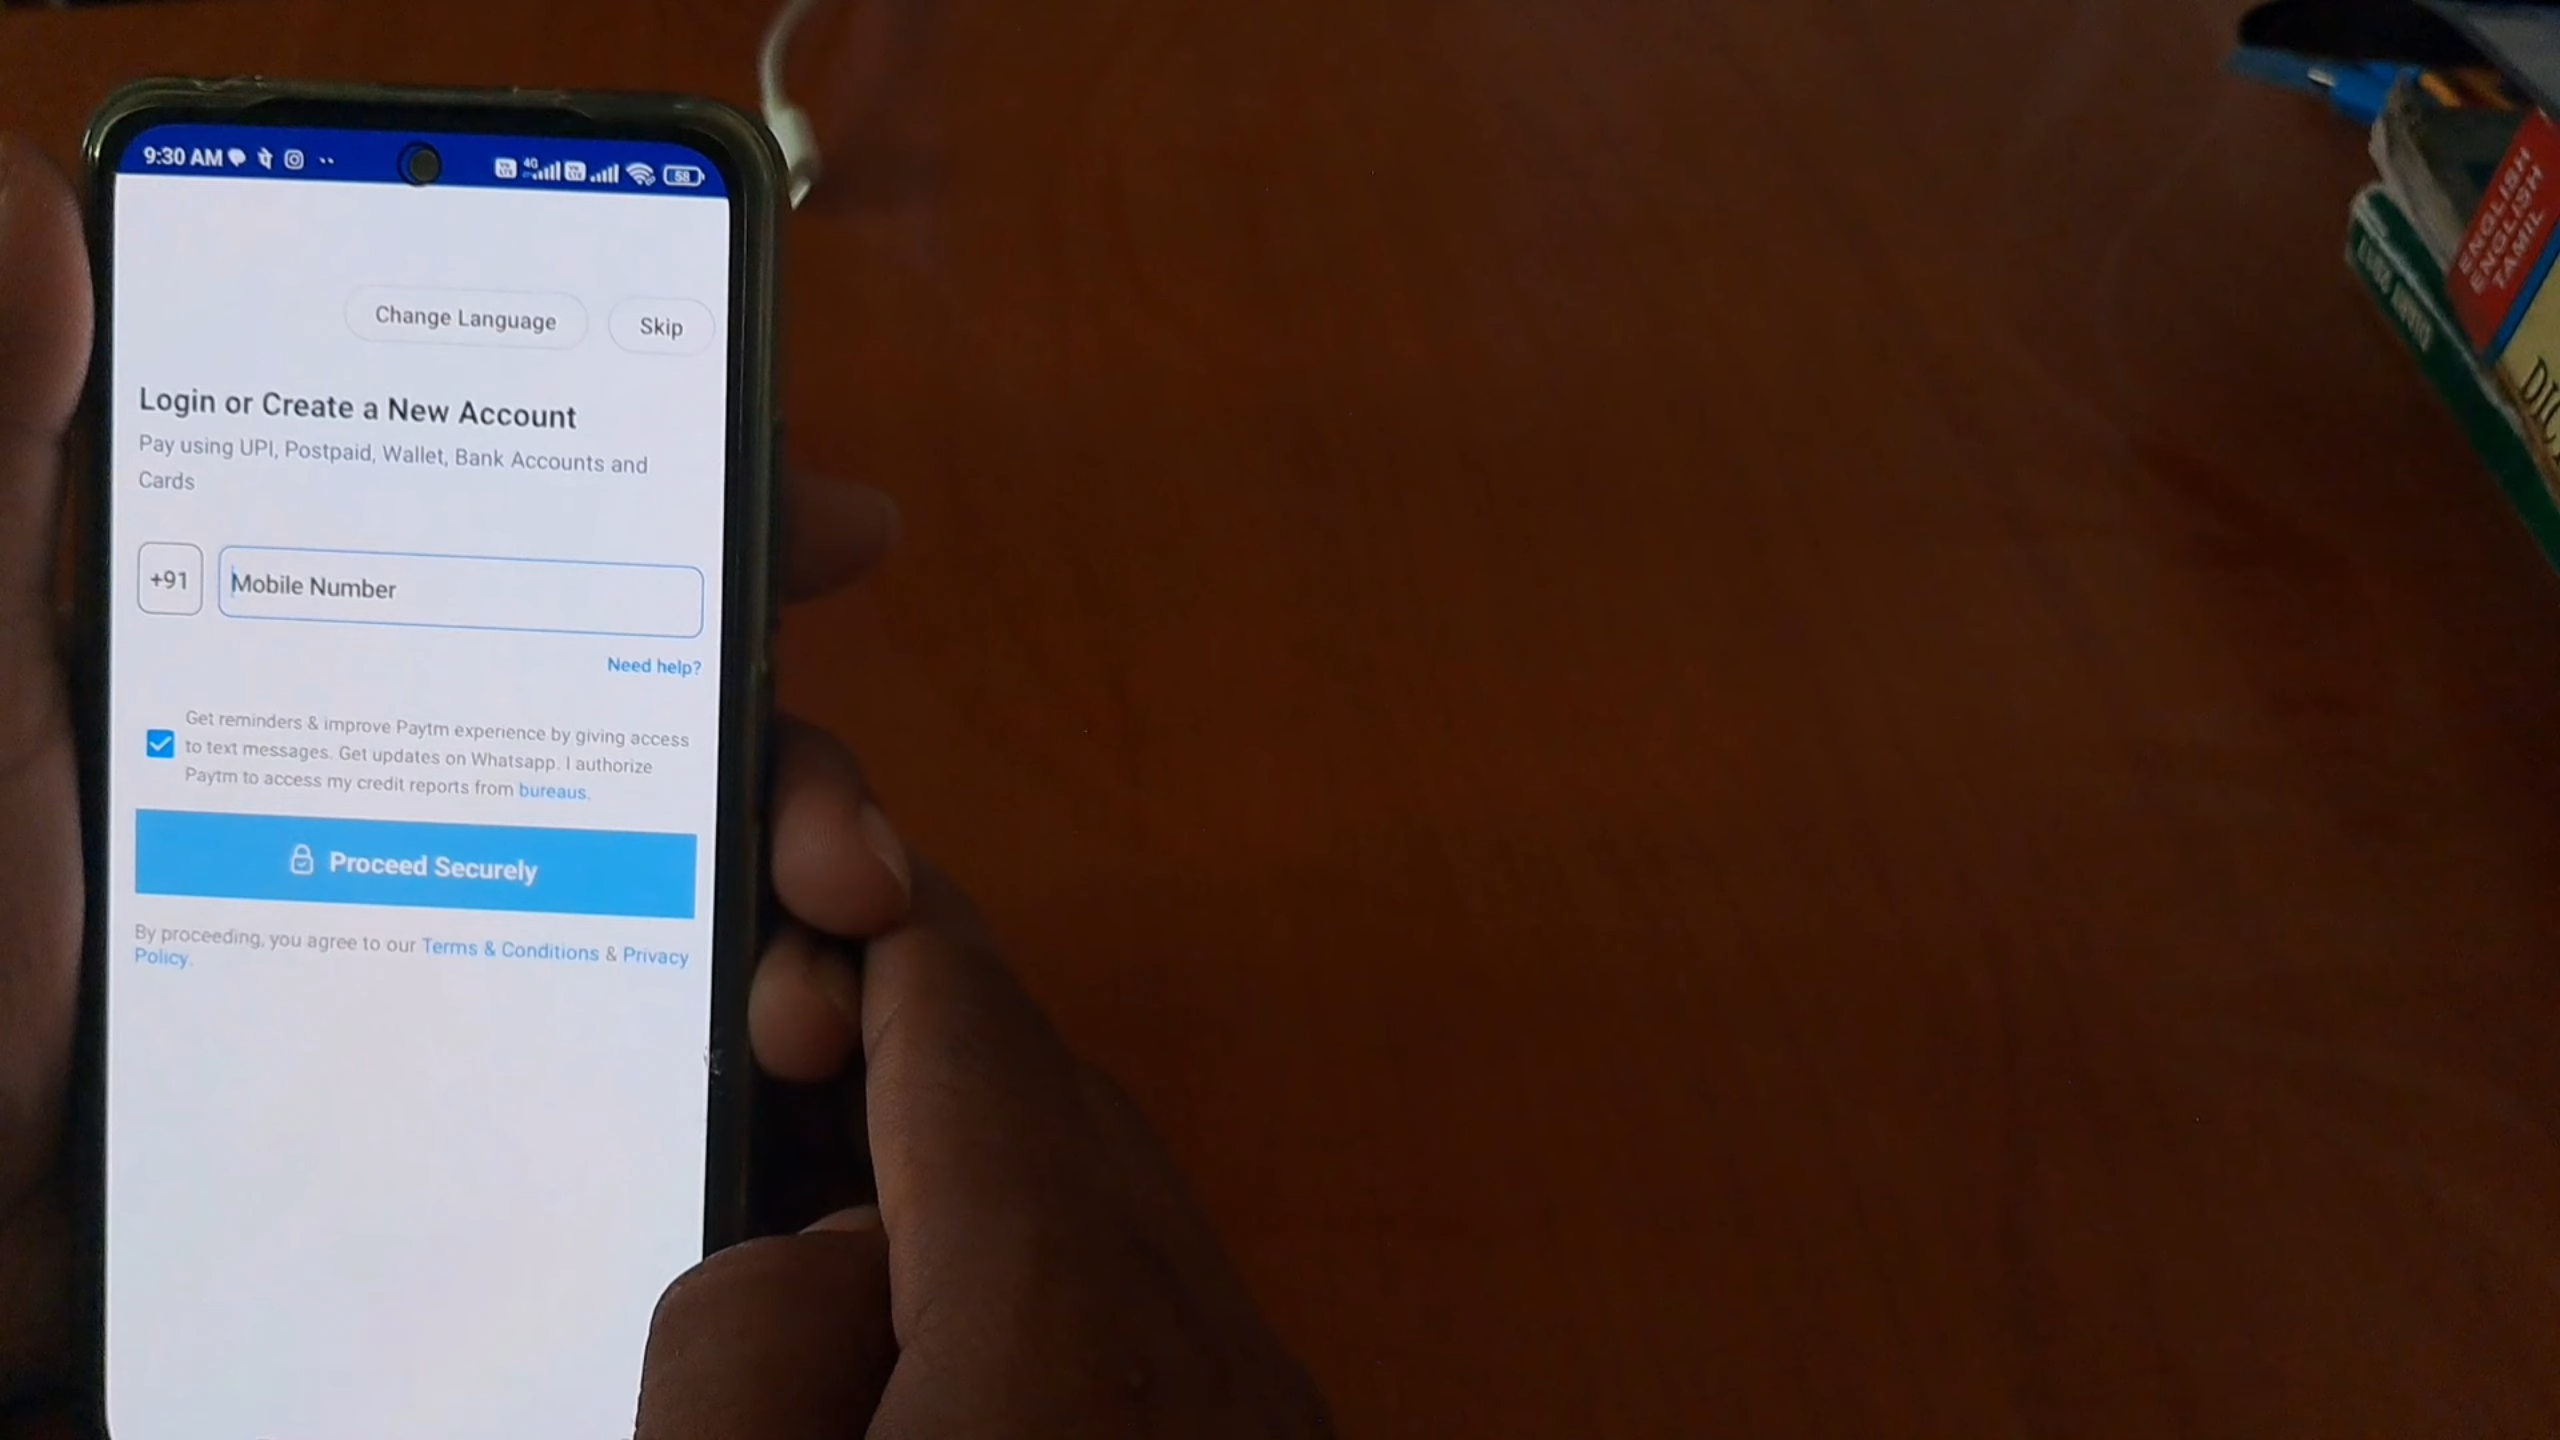 9:30 AM
4G
58
Change Language
Skip
Login or Create a New Account
Pay using UPI, Postpaid, Wallet, Bank Accounts and
Cards
+91
Mobile Number
Need help?
Get reminders & improve Paytm experience by giving access
to text messages. Get updates on Whatsapp. I authorize
Paytm to access my credit reports from bureaus.
Proceed Securely
By proceeding, you agree to our Terms & Conditions & Privacy
Policy.
ENGLISH
ENGLISH
TAMIL